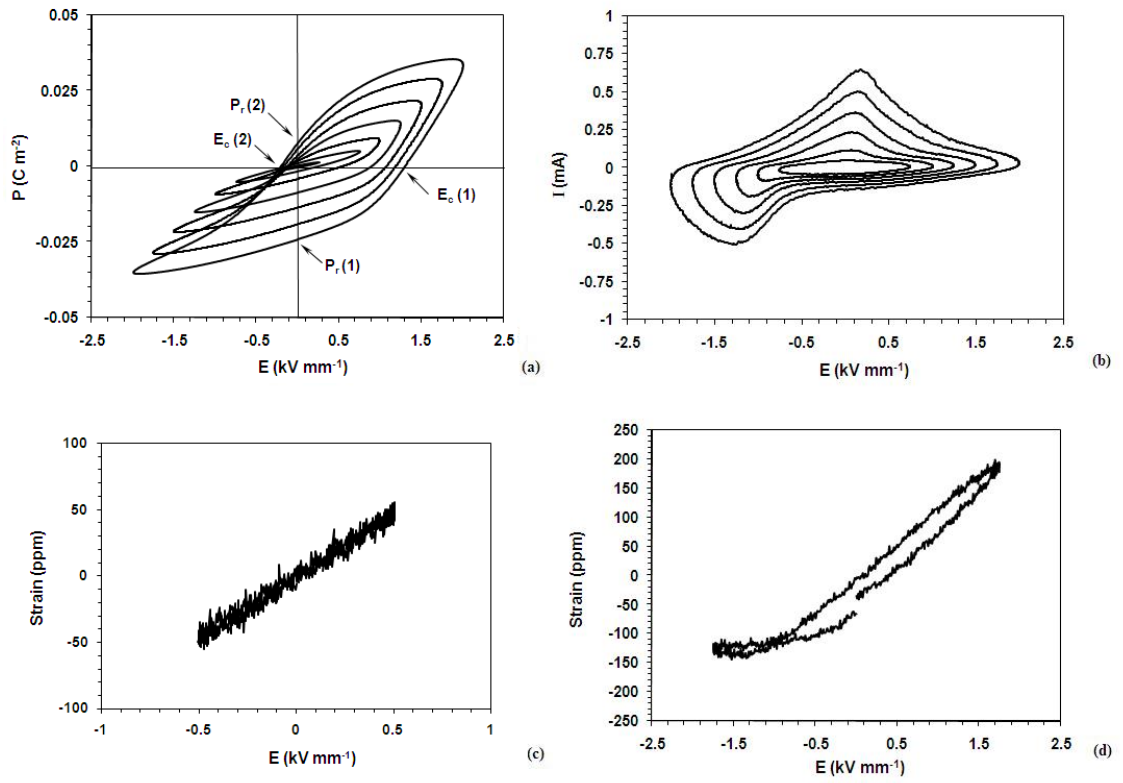 0.05
0.025
0
-0.025
-0.05
P (C m⁻²)
Pᵣ (2)
E꜀ (2)
E꜀ (1)
Pᵣ (1)
-2.5 -1.5 -0.5 0.5 1.5 2.5
E (kV mm⁻¹)
(a)
1
0.75
0.5
0.25
0
-0.25
-0.5
-0.75
-1
I (mA)
-2.5 -1.5 -0.5 0.5 1.5 2.5
E (kV mm⁻¹)
(b)
100
50
0
-50
-100
Strain (ppm)
-1 -0.5 0 0.5 1
E (kV mm⁻¹)
(c)
250
200
150
100
50
0
-50
-100
-150
-200
-250
Strain (ppm)
-2.5 -1.5 -0.5 0.5 1.5 2.5
E (kV mm⁻¹)
(d)